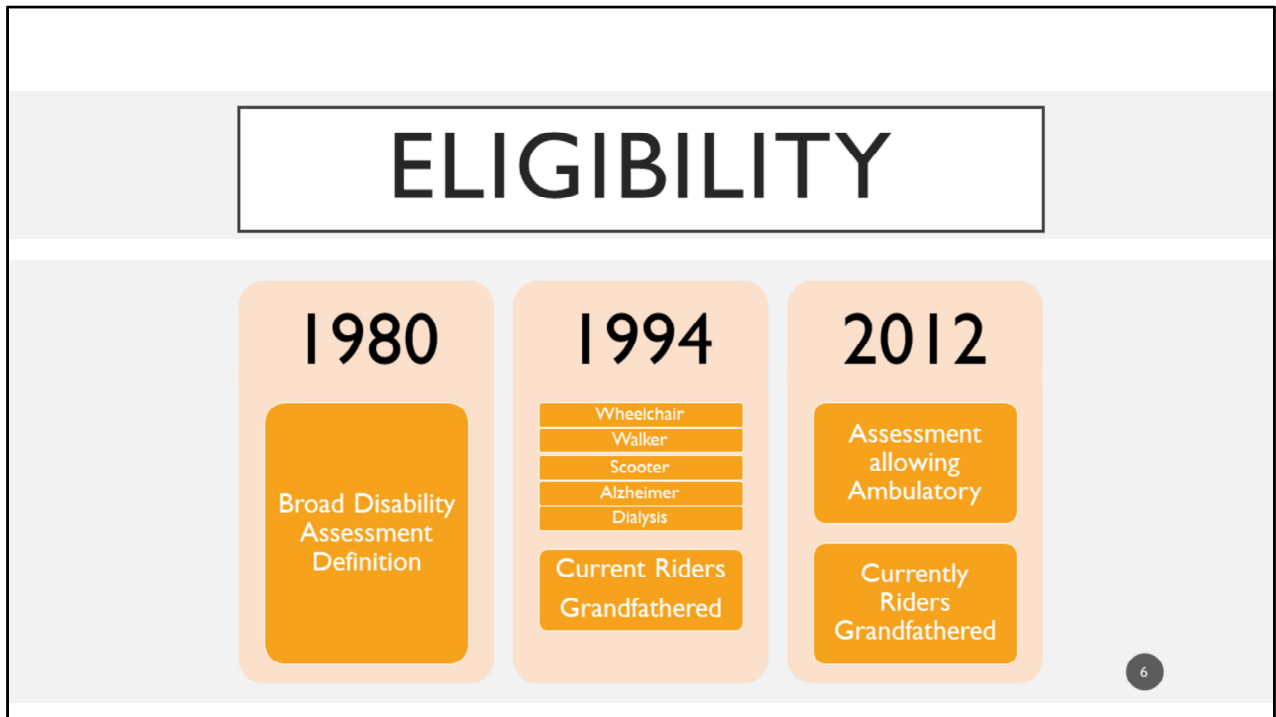 ELIGIBILITY
1980
Broad Disability
Assessment
Definition
1994
Wheelchair
Walker
Scooter
Alzheimer
Dialysis
Current Riders
Grandfathered
2012
Assessment
allowing
Ambulatory
Currently
Riders
Grandfathered
6